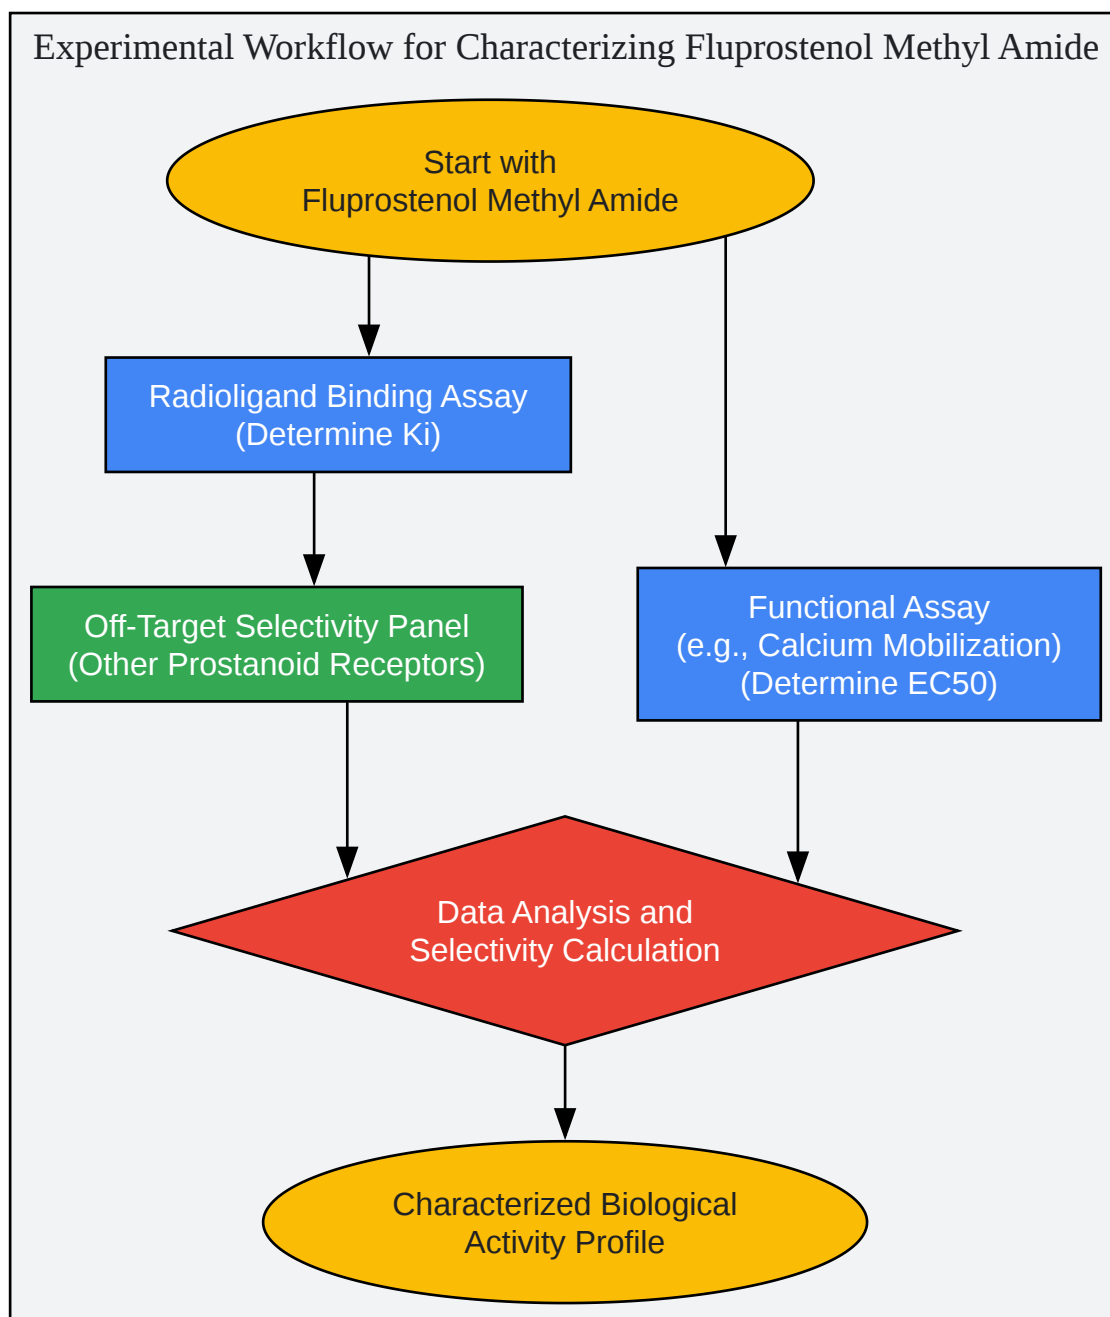 Experimental Workflow for Characterizing Fluprostenol Methyl Amide
Start with
Fluprostenol Methyl Amide
Radioligand Binding Assay
(Determine Ki)
Off-Target Selectivity Panel
(Other Prostanoid Receptors)
Functional Assay
(e.g., Calcium Mobilization)
(Determine EC50)
Data Analysis and
Selectivity Calculation
Characterized Biological
Activity Profile